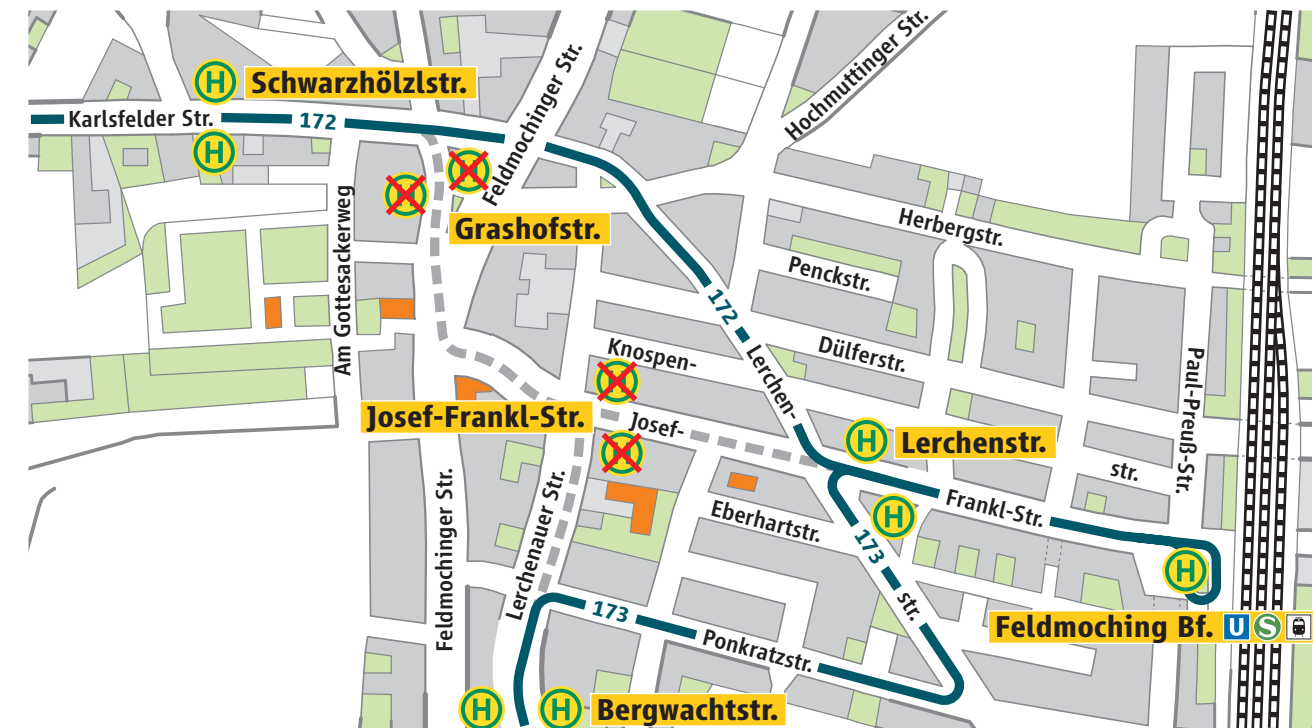 H
Schwarzhölzlstr.
Karlsfelder Str.
172
H
Feldmochinger Str.
Hochmuttinger Str.
H
H
Grashofstr.
Am Gottesackerweg
Herbergstr.
Penckstr.
172
Knospen-
Dülferstr.
Lerchen-
Paul-Preuß-Str.
H
Josef-Frankl-Str.
Josef-
H
Lerchenstr.
H
str.
Feldmochinger Str.
Lerchenauer Str.
Eberhartstr.
H
Frankl-Str.
173
H
str.
173
Feldmoching Bf. U S
Ponkratzstr.
H
H
Bergwachtstr.